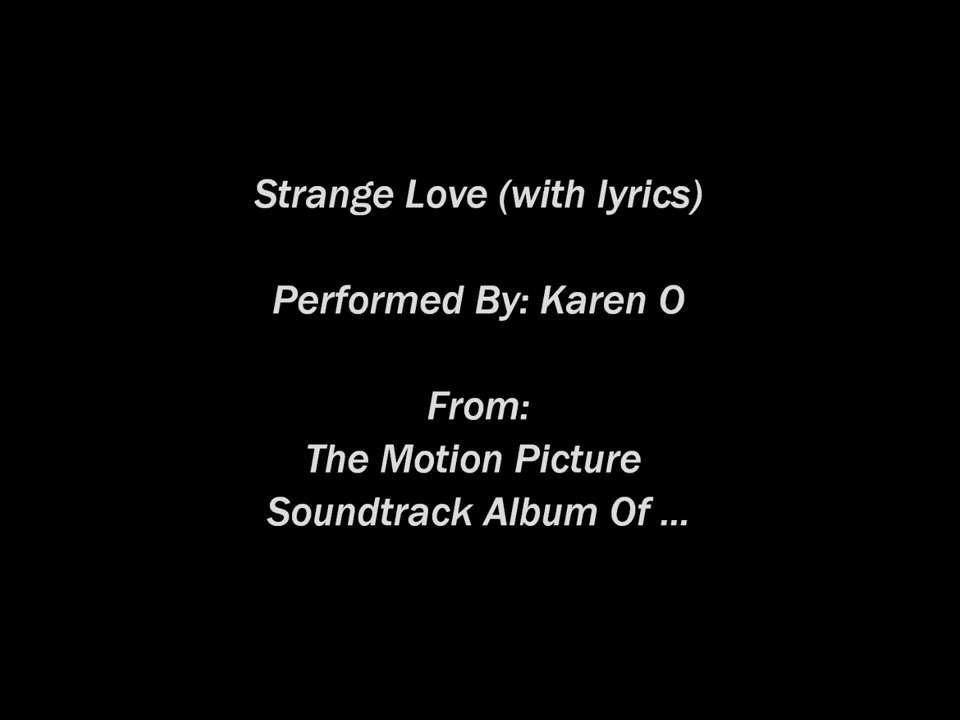 Strange Love (with lyrics)
Performed By: Karen O
From:
The Motion Picture
Soundtrack Album Of ...